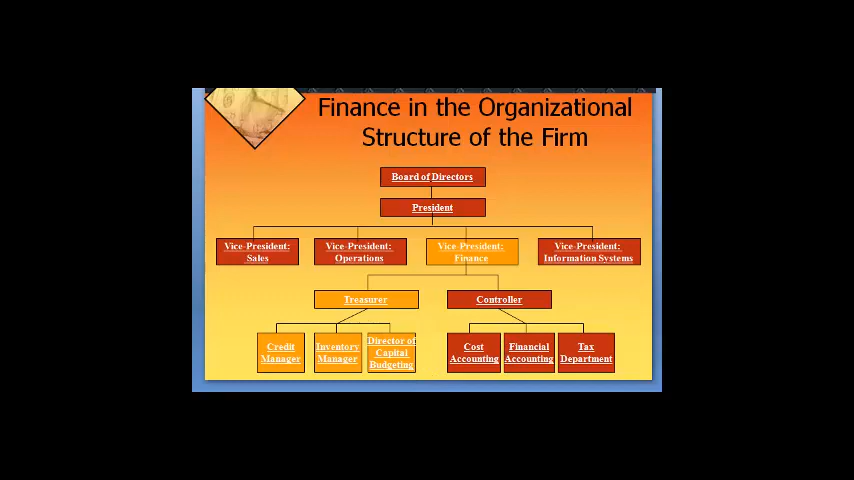 Finance in the Organizational
Structure of the Firm
Board of Directors
President
Vice-President:
Sales
Vice-President:
Operations
Vice-President:
Finance
Vice-President:
Information Systems
Treasurer
Controller
Credit
Manager
Inventory
Manager
Director of
Capital
Budgeting
Cost
Accounting
Financial
Accounting
Tax
Department